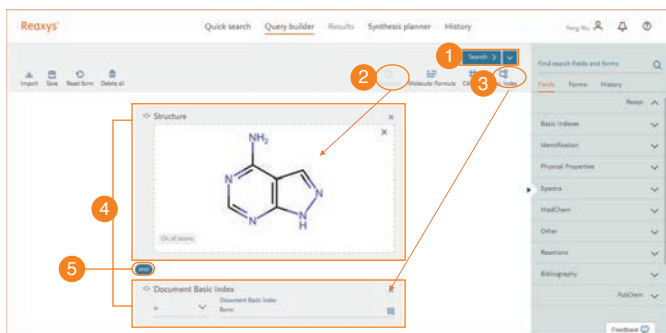 Reaxys®
Quick search Query builder Results Synthesis planner History
1 Search
2
3
Import Save Reset form Delete all
Molecular Formula
Find search fields and forms
Fields Forms History
Reaxys
Basic Indexes
Identification
Physical Properties
Spectra
MedChem
Other
Reactions
Bibliography
PubChem
Feedback
4
Structure
NH₂
N
N
N
N
H
On all atoms
5 AND
Document Basic Index
Document Basic Index
=